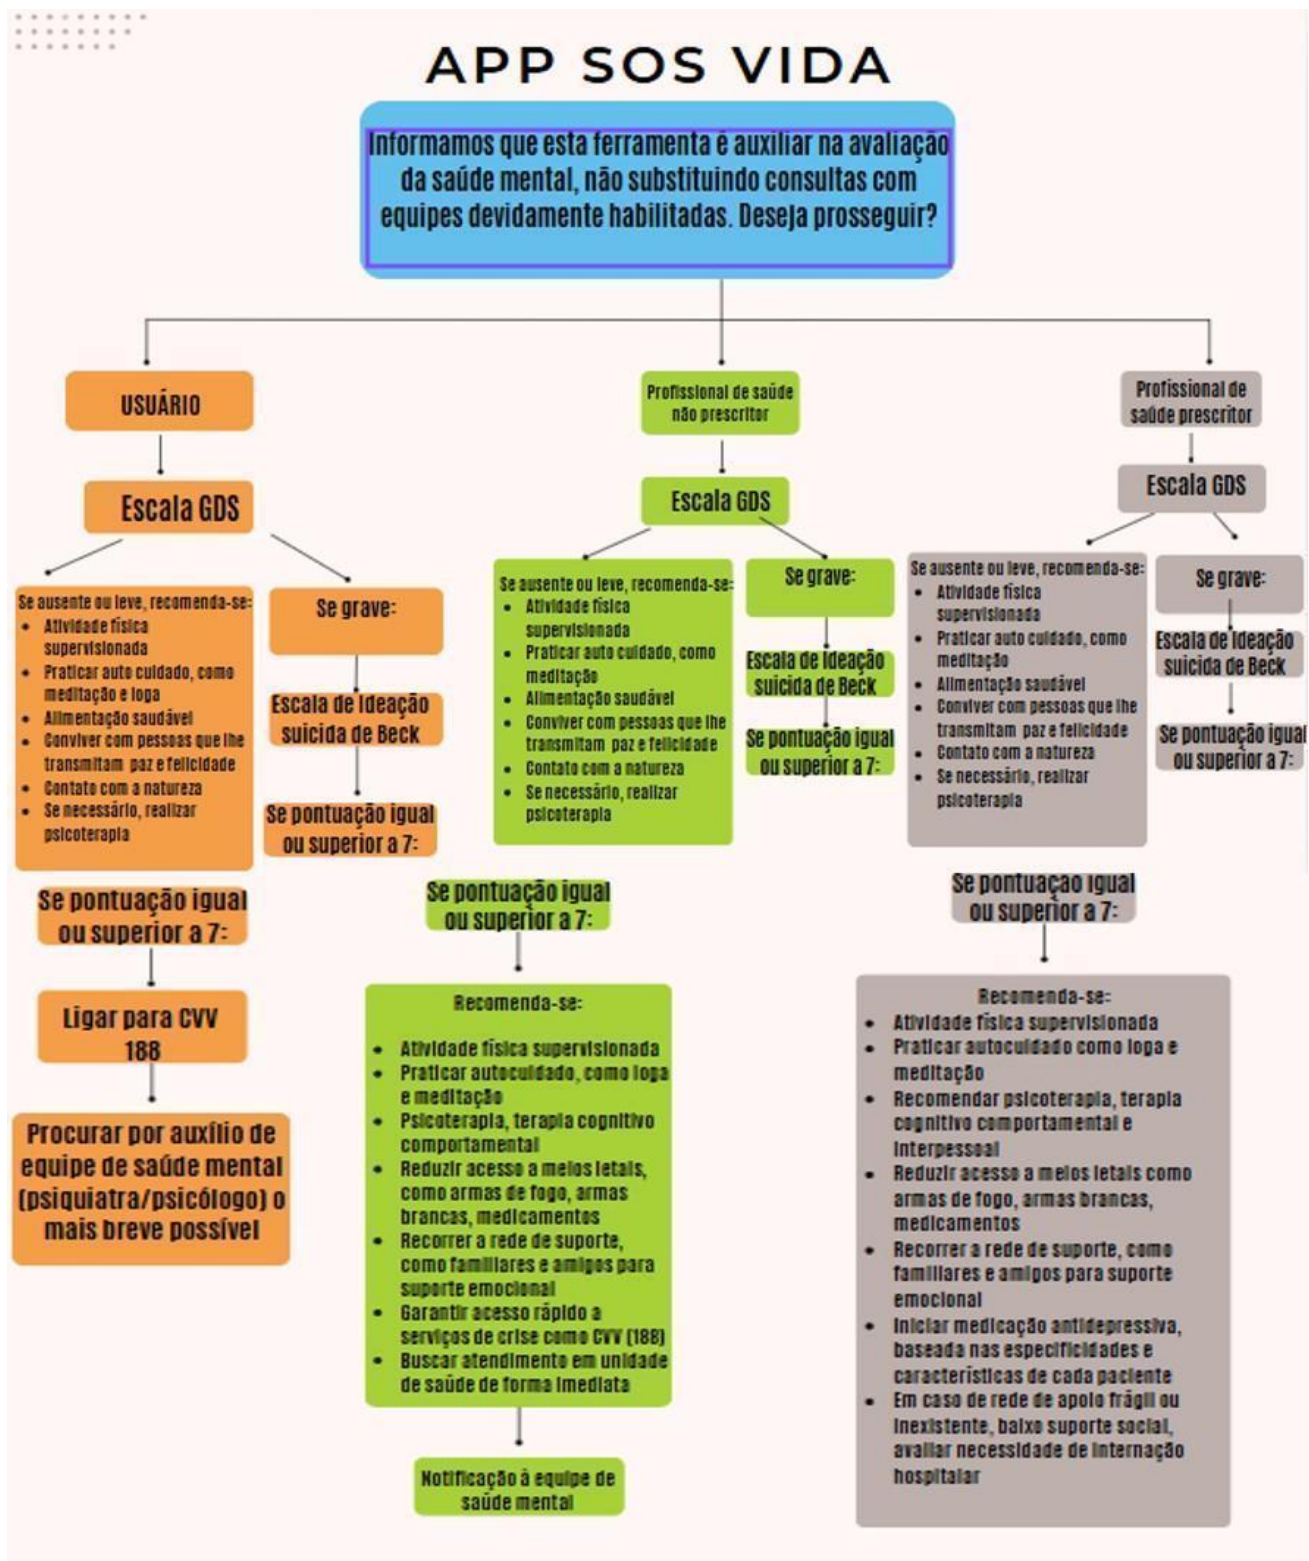 APP SOS VIDA
Informamos que esta ferramenta é auxiliar na avaliação
da saúde mental, não substituindo consultas com
equipes devidamente habilitadas. Deseja prosseguir?
USUÁRIO
Escala GDS
Se ausente ou leve, recomenda-se:
• Atividade física
supervisionada
• Praticar auto cuidado, como
meditação e Ioga
• Alimentação saudável
• Conviver com pessoas que lhe
transmitam paz e felicidade
• Contato com a natureza
• Se necessário, realizar
psicoterapia
Se grave:
Escala de Ideação
suicida de Beck
Se pontuação igual
ou superior a 7:
Se pontuação igual
ou superior a 7:
Ligar para CVV
188
Procurar por auxílio de
equipe de saúde mental
(psiquiatra/psicólogo) o
mais breve possível
Profissional de saúde
não prescritor
Escala GDS
Se ausente ou leve, recomenda-se:
• Atividade física
supervisionada
• Praticar auto cuidado, como
meditação
• Alimentação saudável
• Conviver com pessoas que lhe
transmitam paz e felicidade
• Contato com a natureza
• Se necessário, realizar
psicoterapia
Se grave:
Escala de Ideação
suicida de Beck
Se pontuação igual
ou superior a 7:
Se pontuação igual
ou superior a 7:
Recomenda-se:
• Atividade física supervisionada
• Praticar autocuidado, como Ioga
e meditação
• Psicoterapia, terapia cognitivo
comportamental
• Reduzir acesso a meios letais,
como armas de fogo, armas
brancas, medicamentos
• Recorrer a rede de suporte,
como familiares e amigos para
suporte emocional
• Garantir acesso rápido a
serviços de crise como CVV (188)
• Buscar atendimento em unidade
de saúde de forma imediata
Notificação à equipe de
saúde mental
Profissional de
saúde prescritor
Escala GDS
Se ausente ou leve, recomenda-se:
• Atividade física
supervisionada
• Praticar auto cuidado, como
meditação
• Alimentação saudável
• Conviver com pessoas que lhe
transmitam paz e felicidade
• Contato com a natureza
• Se necessário, realizar
psicoterapia
Se grave:
Escala de Ideação
suicida de Beck
Se pontuação igual
ou superior a 7:
Se pontuação igual
ou superior a 7:
Recomenda-se:
• Atividade física supervisionada
• Praticar autocuidado como Ioga e
meditação
• Recomendar psicoterapia, terapia
cognitivo comportamental e
Interpessoal
• Reduzir acesso a meios letais como
armas de fogo, armas brancas,
medicamentos
• Recorrer a rede de suporte, como
familiares e amigos para suporte
emocional
• Iniciar medicação antidepressiva,
baseada nas especificidades e
características de cada paciente
• Em caso de rede de apoio frágil ou
Inexistente, baixo suporte social,
avaliar necessidade de internação
hospitalar